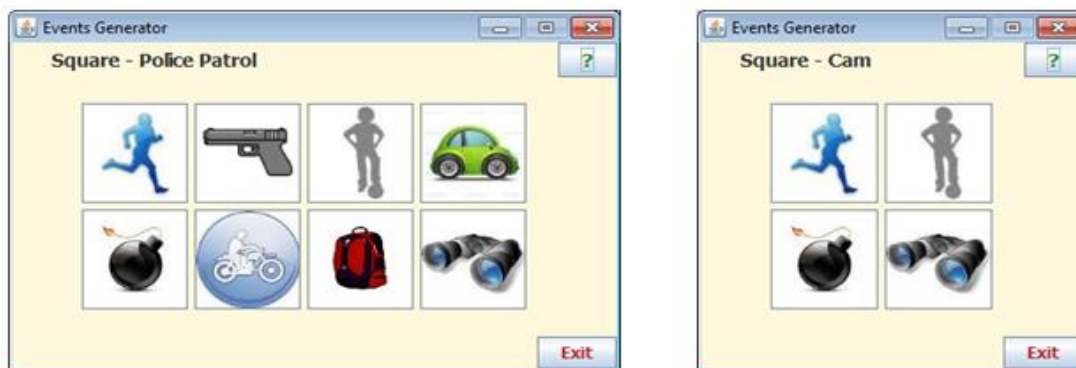 Events Generator
Square - Police Patrol
?
Exit
Events Generator
Square - Cam
?
Exit